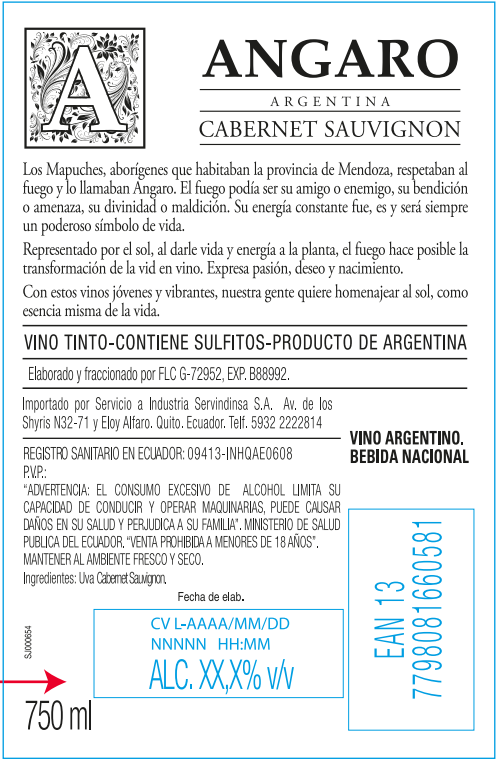 A
ANGARO
ARGENTINA
CABERNET SAUVIGNON
Los Mapuches, aborígenes que habitaban la provincia de Mendoza, respetaban al
fuego y lo llamaban Angaro. El fuego podía ser su amigo o enemigo, su bendición
o amenaza, su divinidad o maldición. Su energía constante fue, es y será siempre
un poderoso símbolo de vida.
Representado por el sol, al darle vida y energía a la planta, el fuego hace posible la
transformación de la vid en vino. Expresa pasión, deseo y nacimiento.
Con estos vinos jóvenes y vibrantes, nuestra gente quiere homenajear al sol, como
esencia misma de la vida.
VINO TINTO-CONTIENE SULFITOS-PRODUCTO DE ARGENTINA
Elaborado y fraccionado por FLC G-72952, EXP. B88992.
Importado por Servicio a Industria Servindinsa S.A. Av. de los
Shyris N32-71 y Eloy Alfaro. Quito. Ecuador. Telf. 5932 2222814
VINO ARGENTINO.
BEBIDA NACIONAL
REGISTRO SANITARIO EN ECUADOR: 09413-INHQAE0608
P.V.P.:
“ADVERTENCIA: EL CONSUMO EXCESIVO DE ALCOHOL LIMITA SU
CAPACIDAD DE CONDUCIR Y OPERAR MAQUINARIAS, PUEDE CAUSAR
DAÑOS EN SU SALUD Y PERJUDICA A SU FAMILIA”. MINISTERIO DE SALUD
PUBLICA DEL ECUADOR. “VENTA PROHIBIDA A MENORES DE 18 AÑOS”.
MANTENER AL AMBIENTE FRESCO Y SECO.
Ingredientes: Uva Cabernet Sauvignon.
Fecha de elab.
CV L-AAAA/MM/DD
NNNNN HH:MM
ALC. XX,X% v/v
EAN 13
7798081660581
SJ000654
750 ml